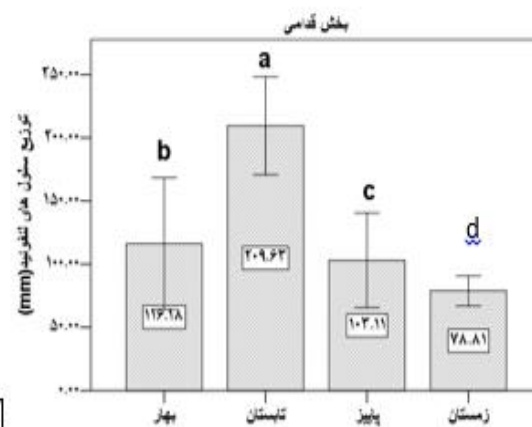 بخش قدامی
توزیع سلول های لنفوئید(mm)
۲۵۰.۰۰
۲۰۰.۰۰
۱۵۰.۰۰
۱۰۰.۰۰
۵۰.۰۰
۰.۰۰
b
a
c
d
۱۱۶.۲۸
۲۰۹.۶۳
۱۰۳.۱۱
۷۸.۸۱
بهار
تابستان
پاییز
زمستان